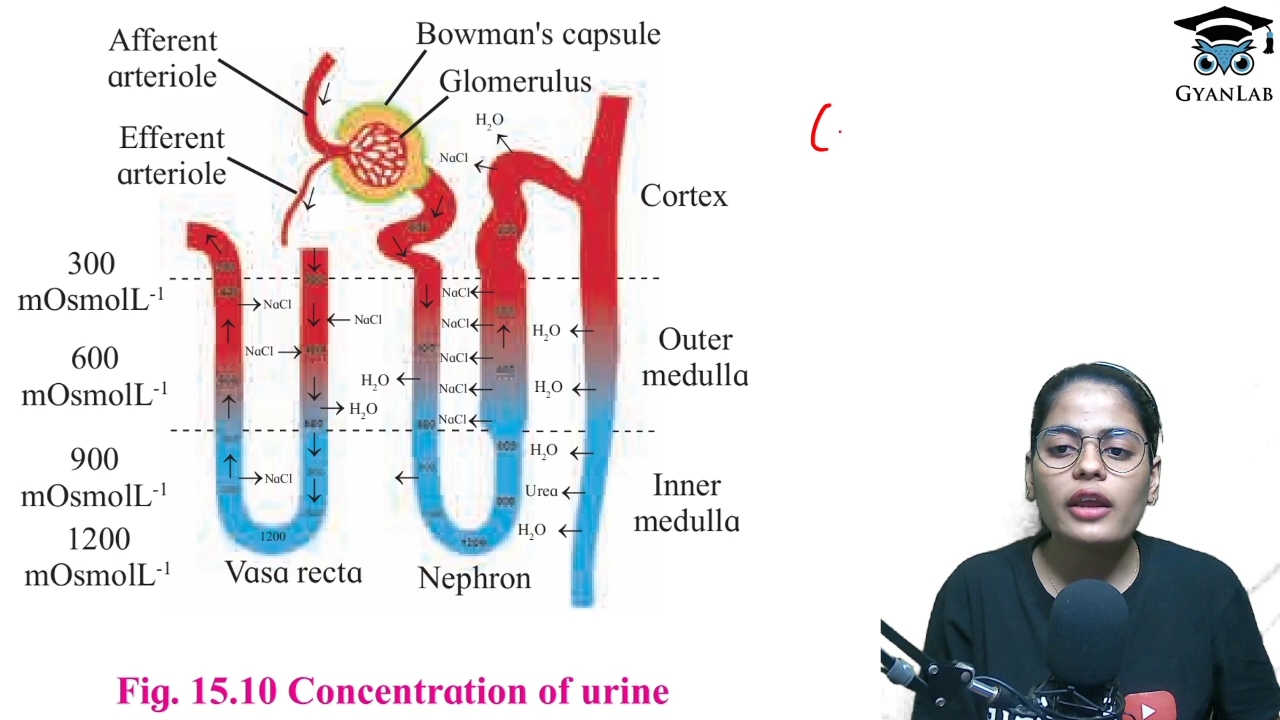 Afferent
arteriole
Bowman's capsule
Glomerulus
Efferent
arteriole
H₂O
NaCl
Cortex
300
mOsmolL⁻¹
600
mOsmolL⁻¹
900
mOsmolL⁻¹
1200
mOsmolL⁻¹
NaCl
NaCl
NaCl
H₂O
NaCl
1200
Vasa recta
H₂O
NaCl
NaCl
NaCl
NaCl
NaCl
Nephron
H₂O
H₂O
H₂O
Urea
H₂O
Outer
medulla
Inner
medulla
Fig. 15.10 Concentration of urine
GYANLAB